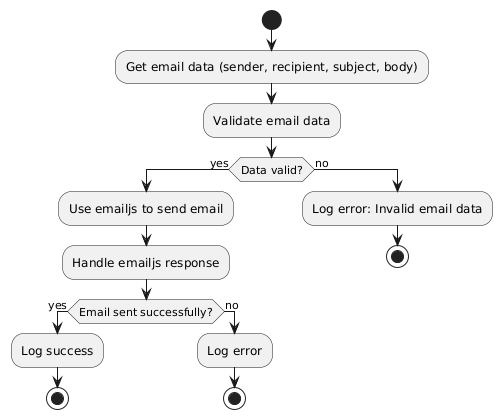 Get email data (sender, recipient, subject, body)
Validate email data
yes
Data valid?
no
Use emailjs to send email
Log error: Invalid email data
Handle emailjs response
yes
Email sent successfully?
no
Log success
Log error